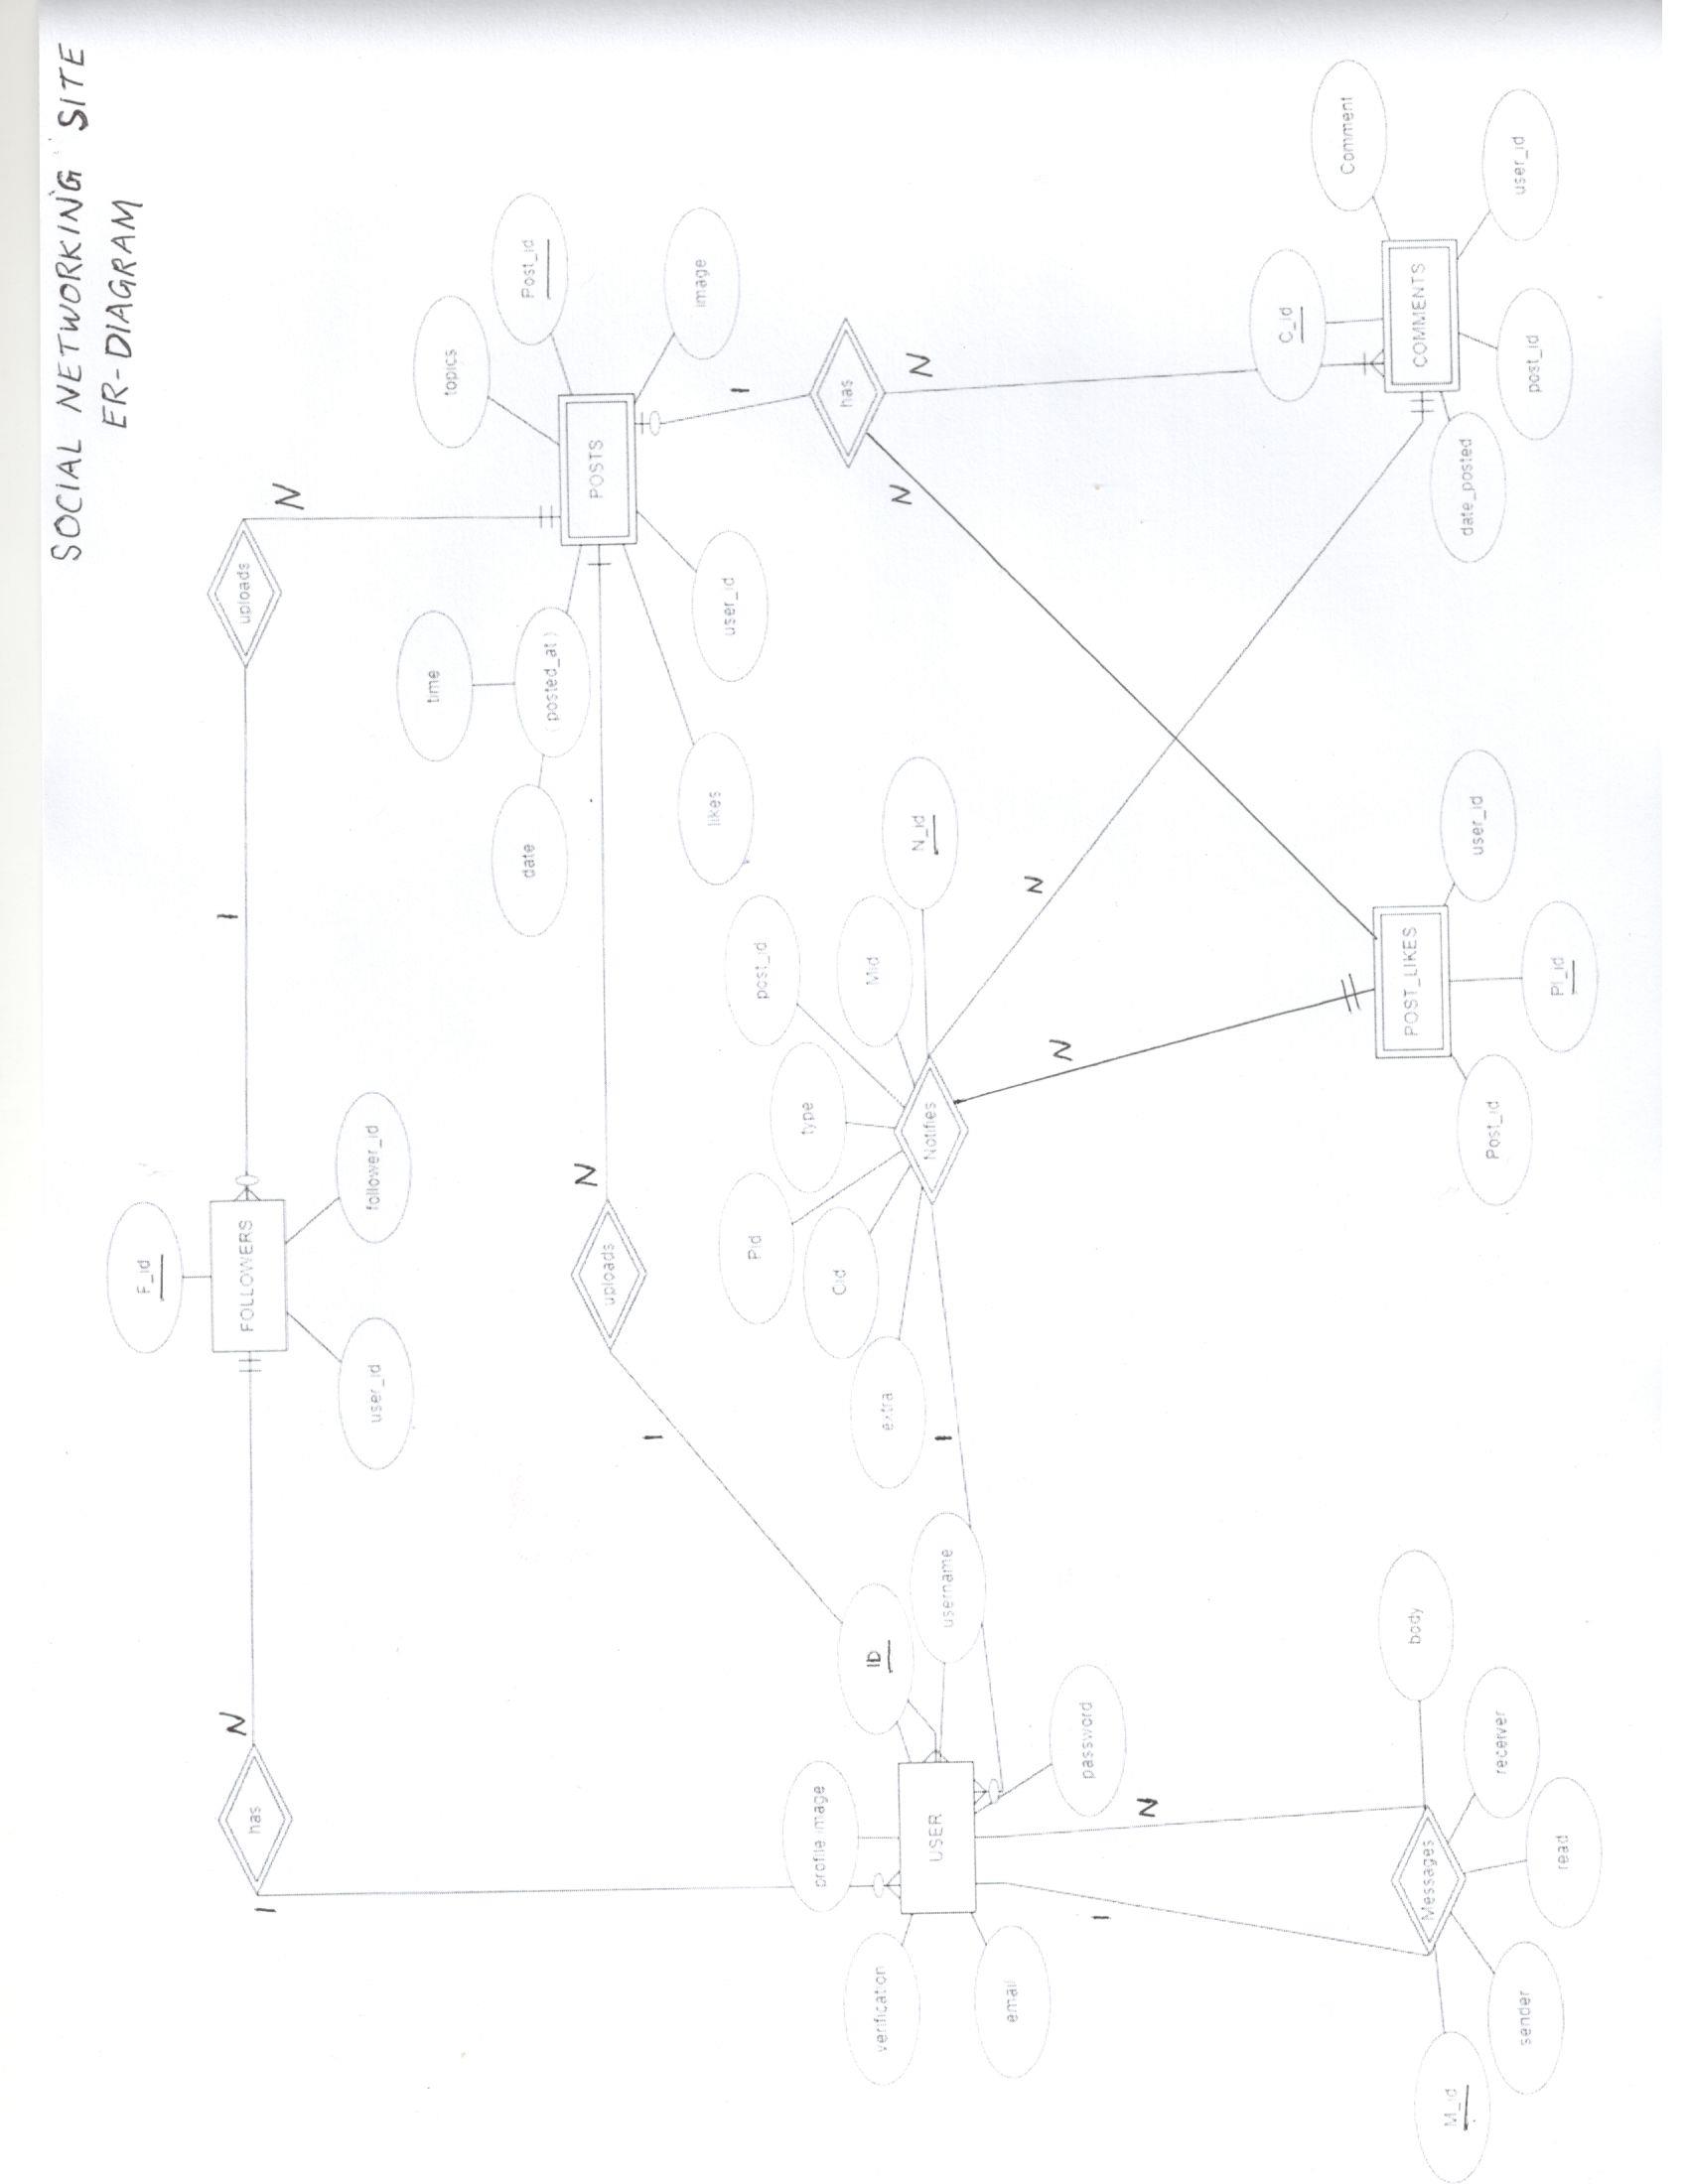 SOCIAL NETWORKING SITE
ER-DIAGRAM
F_id
has
N
FOLLOWERS
1
uploads
N
1
user_id
follower_id
time
topics
date
posted_at
Post_id
N
uploads
POSTS
1
likes
user_id
image
1
Pid
post_id
type
Cid
Mid
has
profile image
ID
extra
N_id
N
N
verification
USER
username
1
Notifies
email
password
N
N
1
N
C_id
Comment
Messages
body
POST_LIKES
COMMENTS
M_id
sender
read
receiver
Post_id
Pl_id
user_id
date_posted
post_id
user_id